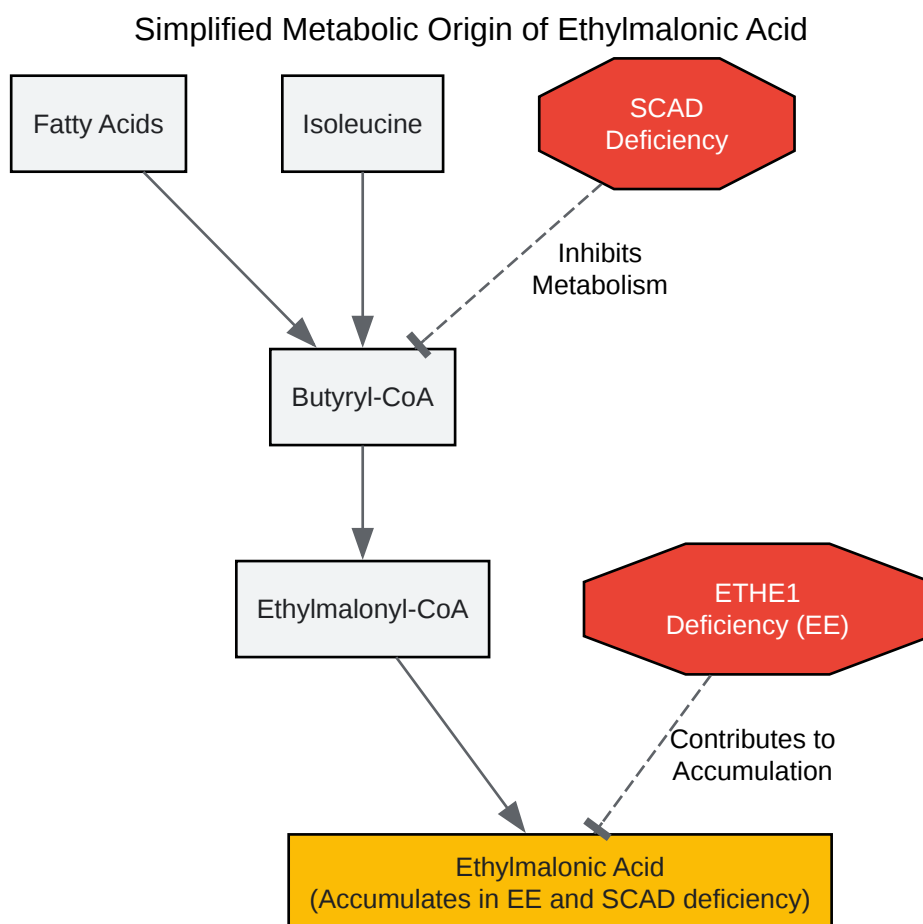 Simplified Metabolic Origin of Ethylmalonic Acid
Fatty Acids
Isoleucine
SCAD
Deficiency
Inhibits
Metabolism
Butyryl-CoA
Ethylmalonyl-CoA
ETHE1
Deficiency (EE)
Contributes to
Accumulation
Ethylmalonic Acid
(Accumulates in EE and SCAD deficiency)